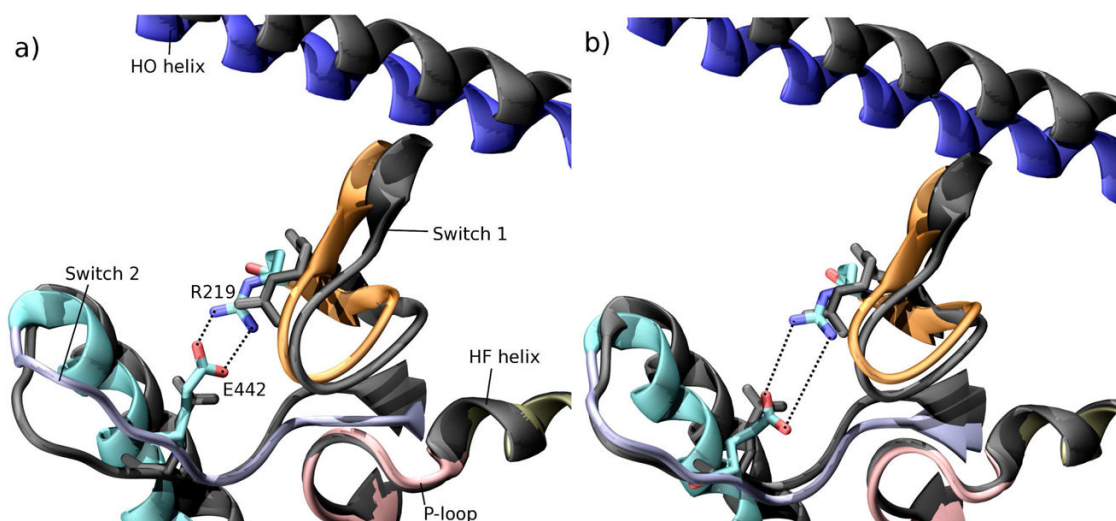 a)
HO helix
Switch 1
Switch 2
R219
E442
HF helix
P-loop
b)